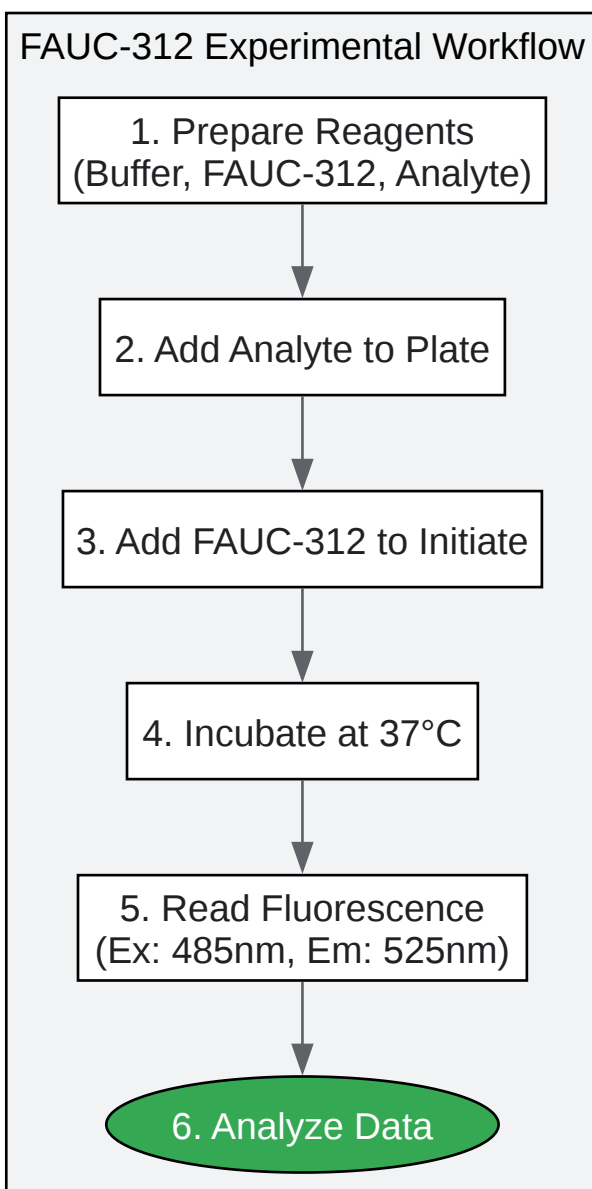 FAUC-312 Experimental Workflow
1. Prepare Reagents
(Buffer, FAUC-312, Analyte)
2. Add Analyte to Plate
3. Add FAUC-312 to Initiate
4. Incubate at 37°C
5. Read Fluorescence
(Ex: 485nm, Em: 525nm)
6. Analyze Data